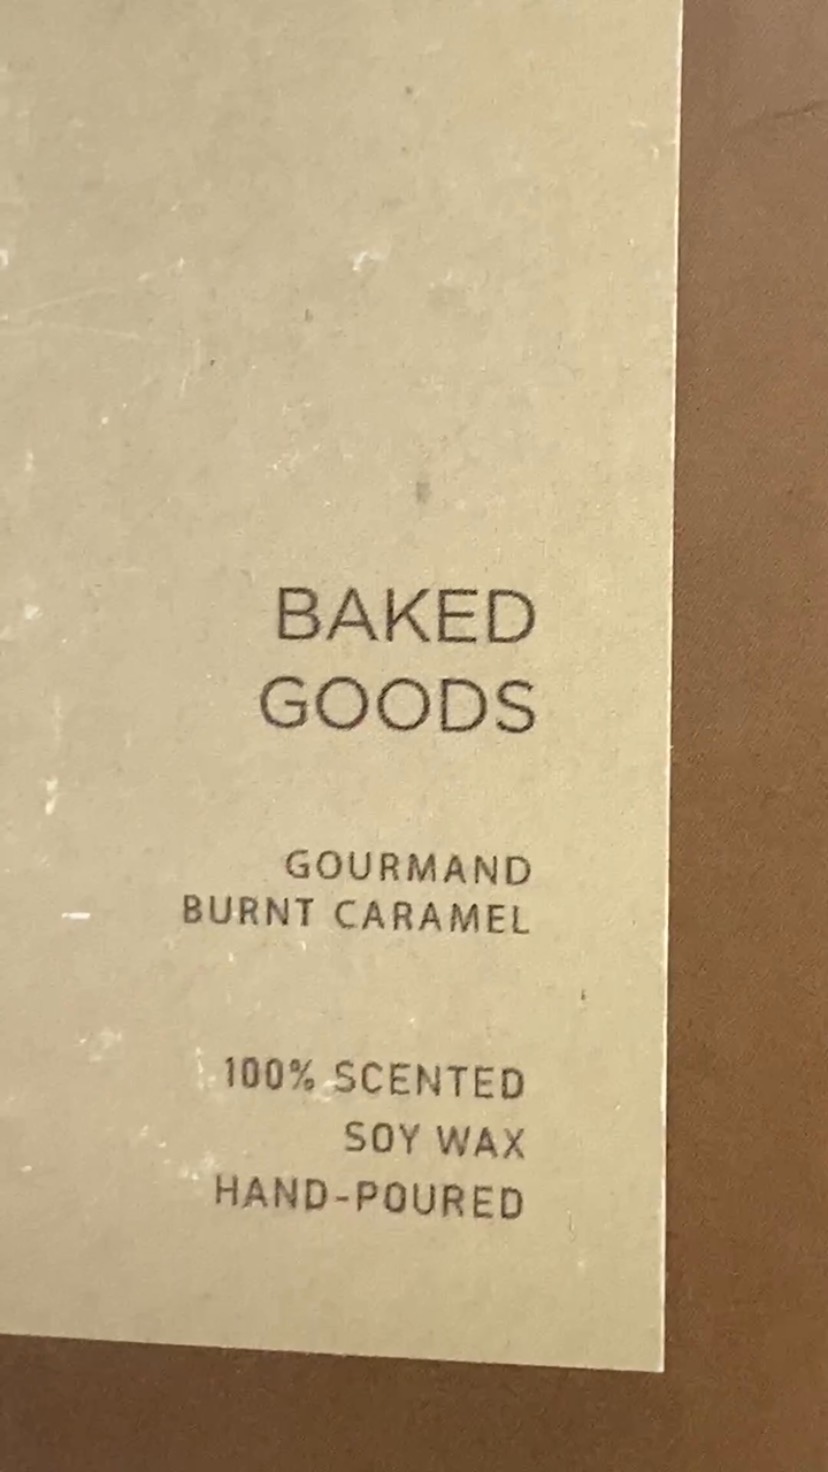 BAKED
GOODS
GOURMAND
BURNT CARAMEL
100% SCENTED
SOY WAX
HAND-POURED